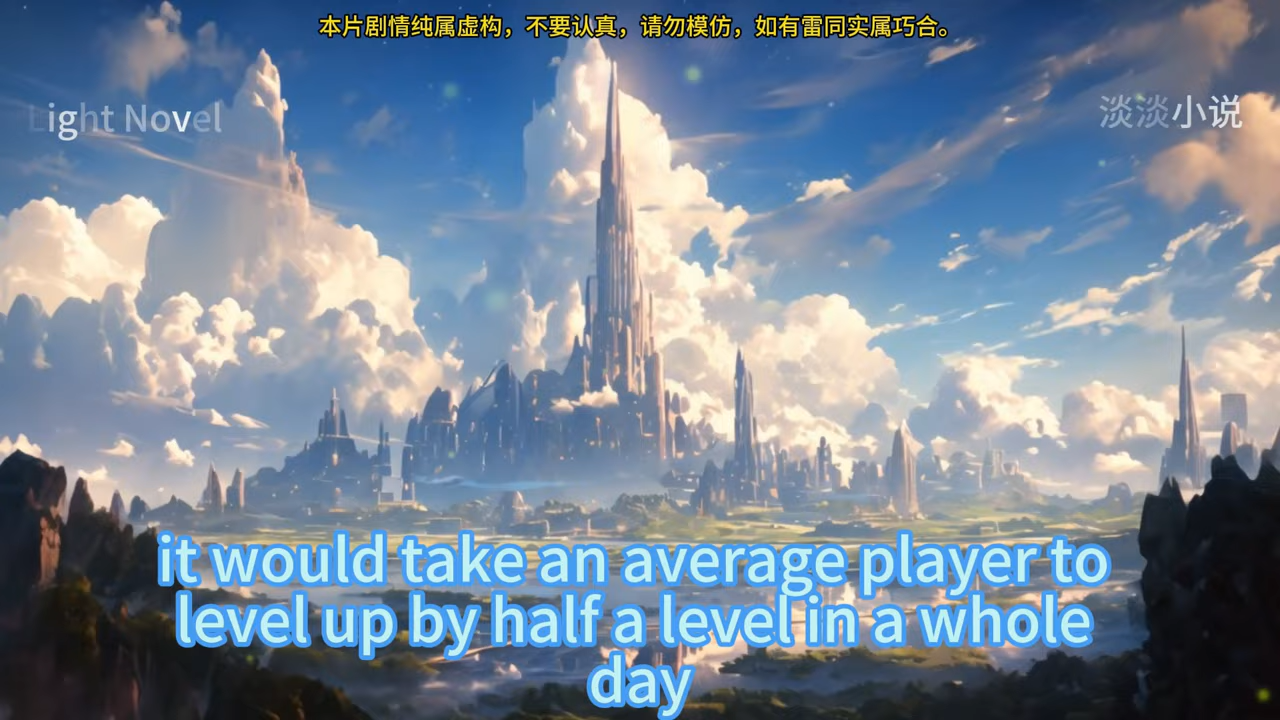 本片剧情纯属虚构，不要认真，请勿模仿，如有雷同实属巧合。
Light Novel
淡淡小说
it would take an average player to
level up by half a level in a whole
day